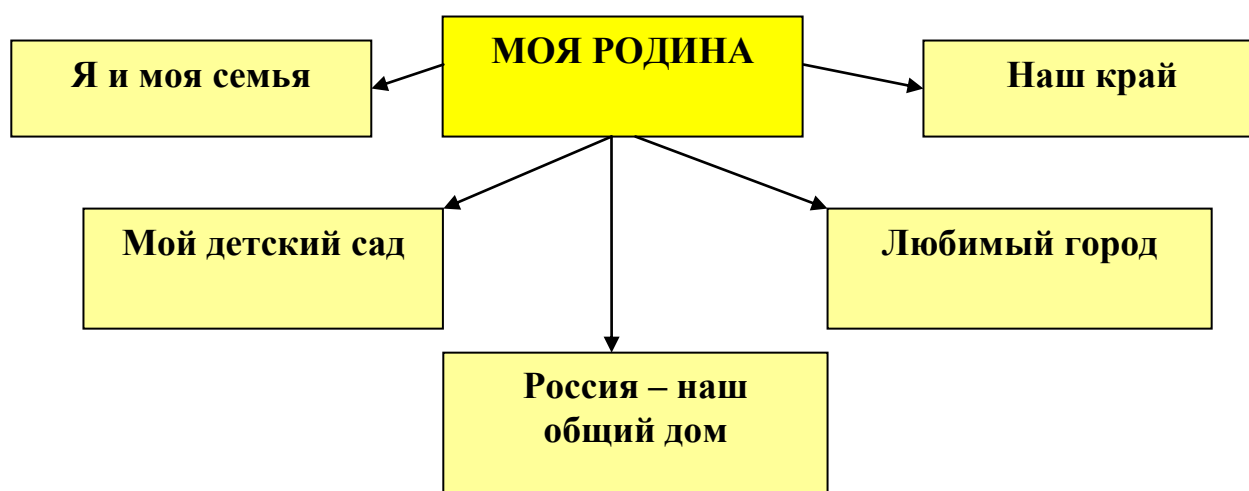 МОЯ РОДИНА
Я и моя семья
Наш край
Мой детский сад
Любимый город
Россия – наш
общий дом